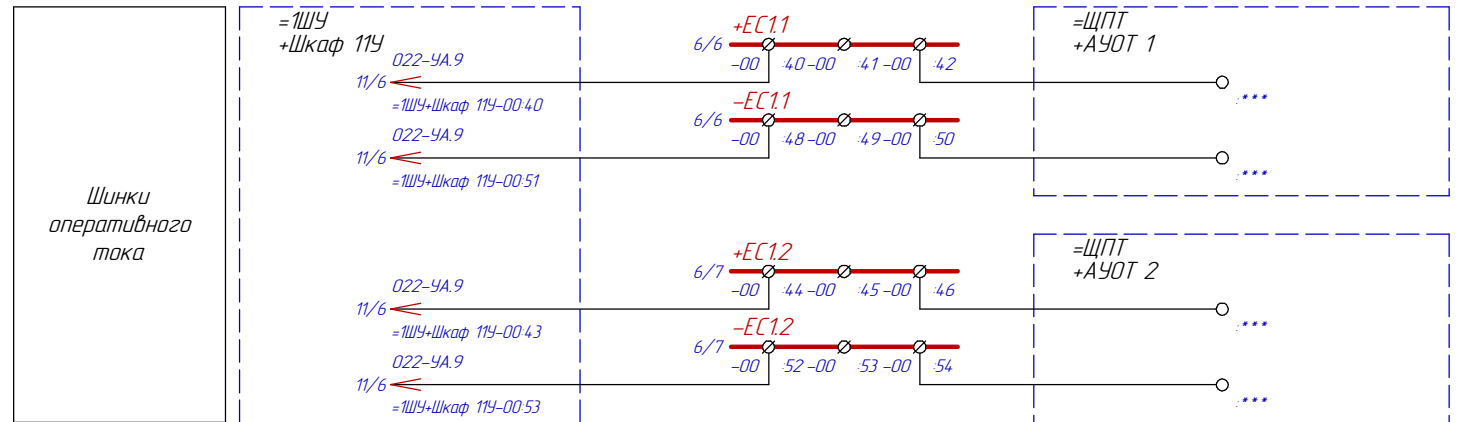 Шинки
оперативного
тока
=1ШУ
+Шкаф 11У
022-УА.9
11/6
=1ШУ+Шкаф 11У-00:40
022-УА.9
11/6
=1ШУ+Шкаф 11У-00:51
022-УА.9
11/6
=1ШУ+Шкаф 11У-00:43
022-УА.9
11/6
=1ШУ+Шкаф 11У-00:53
+ЕС1.1
6/6
-00 :40 -00 :41 -00 :42
-ЕС1.1
6/6
-00 :48 -00 :49 -00 :50
+ЕС1.2
6/7
-00 :44 -00 :45 -00 :46
-ЕС1.2
6/7
-00 :52 -00 :53 -00 :54
=ЩПТ
+АУОТ 1
:***
:***
=ЩПТ
+АУОТ 2
:***
:***